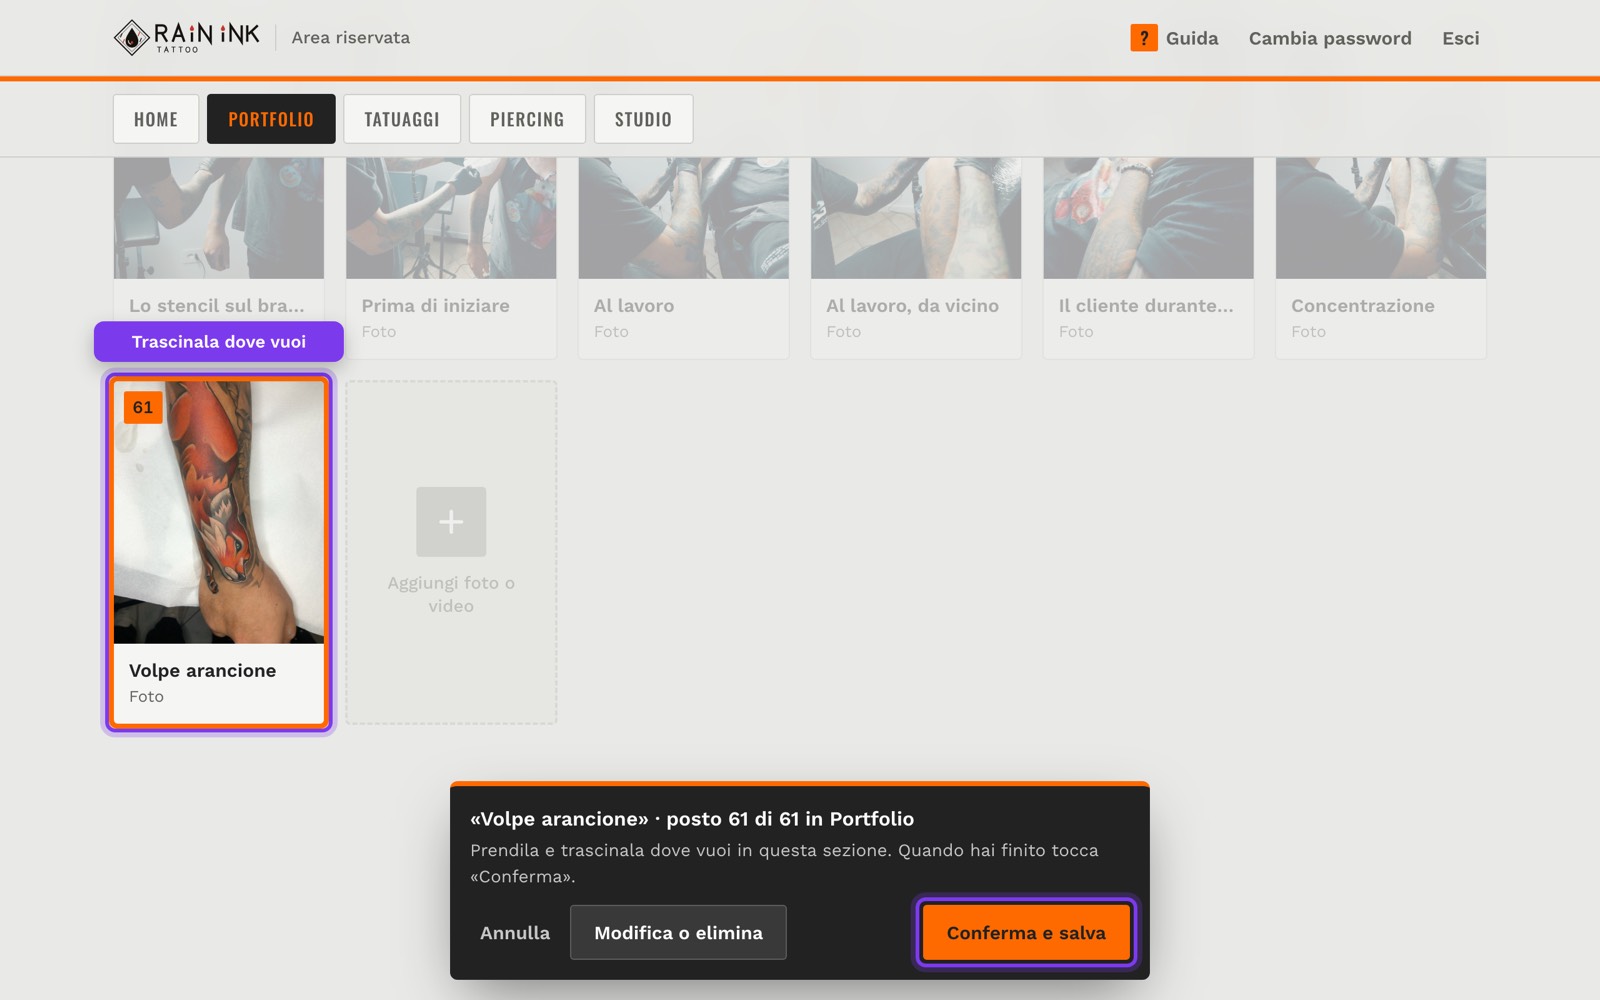 RAIN INK
TATTOO
Area riservata
? Guida
Cambia password
Esci
HOME
PORTFOLIO
TATUAGGI
PIERCING
STUDIO
Lo stencil sul bra...
Foto
Prima di iniziare
Foto
Al lavoro
Foto
Al lavoro, da vicino
Foto
Il cliente durante...
Foto
Concentrazione
Foto
Trascinala dove vuoi
61
Volpe arancione
Foto
+
Aggiungi foto o
video
«Volpe arancione» · posto 61 di 61 in Portfolio
Prendila e trascinala dove vuoi in questa sezione. Quando hai finito tocca
«Conferma».
Annulla
Modifica o elimina
Conferma e salva